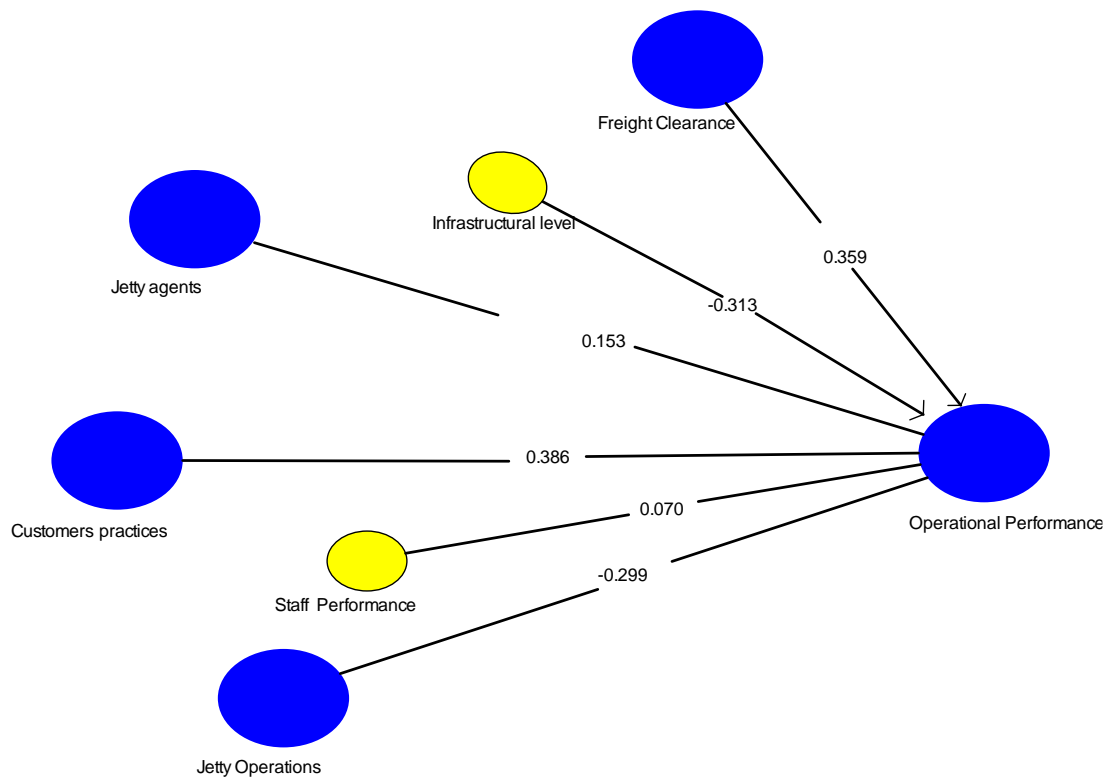 Freight Clearance
Infrastructural level
0.359
Jetty agents
-0.313
0.153
0.386
Customers practices
0.070
Operational Performance
-0.299
Staff Performance
Jetty Operations